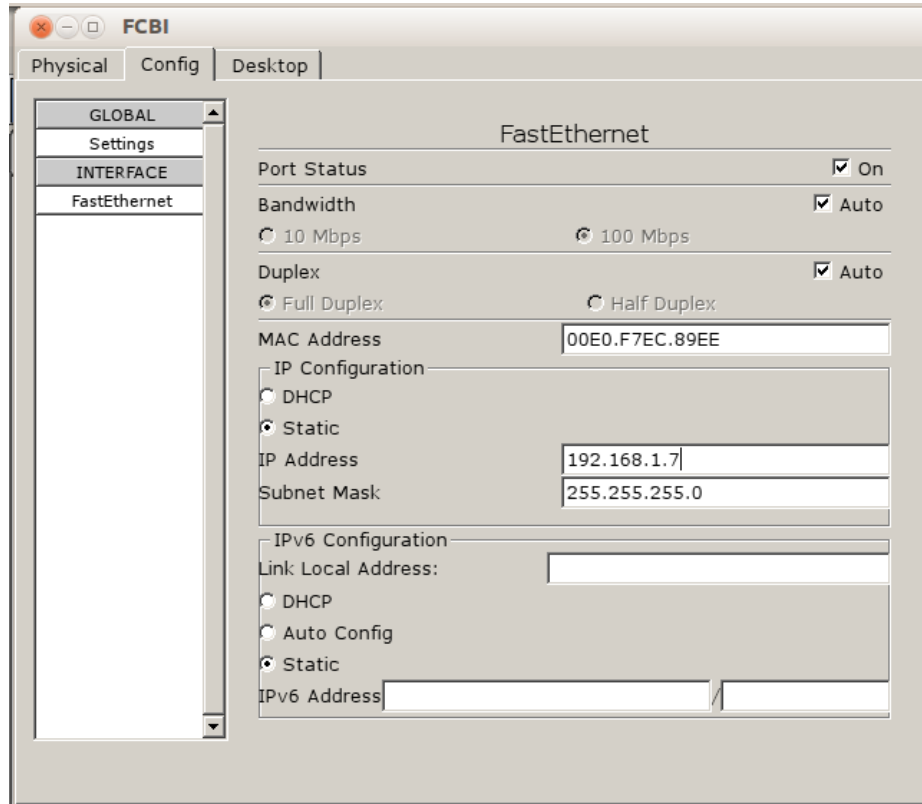 FCBI
Physical Config Desktop
GLOBAL
Settings
INTERFACE
FastEthernet
FastEthernet
Port Status On
Bandwidth Auto
10 Mbps 100 Mbps
Duplex Auto
Full Duplex Half Duplex
MAC Address 00E0.F7EC.89EE
IP Configuration
DHCP
Static
IP Address 192.168.1.7
Subnet Mask 255.255.255.0
IPv6 Configuration
Link Local Address:
DHCP
Auto Config
Static
IPv6 Address /